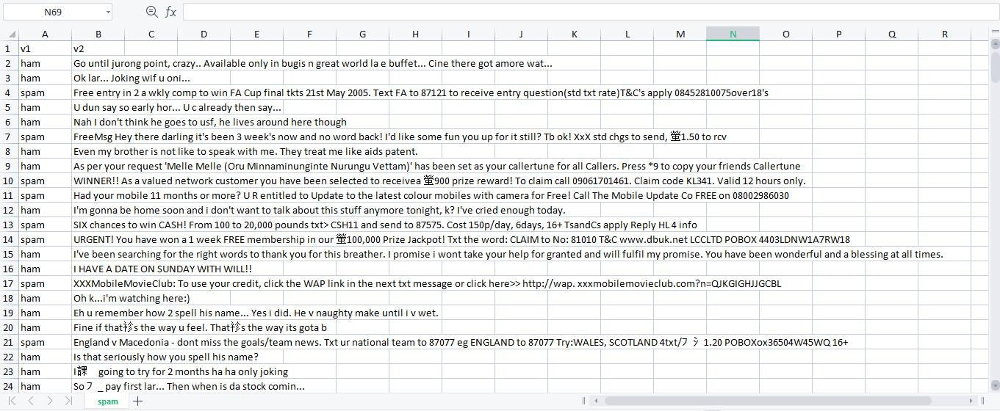 N69 fx
A B C D E F G H I J K L M N O P Q R
1 v1 v2
2 ham Go until jurong point, crazy.. Available only in bugis n great world la e buffet... Cine there got amore wat...
3 ham Ok lar... Joking wif u oni...
4 spam Free entry in 2 a wkly comp to win FA Cup final tkts 21st May 2005. Text FA to 87121 to receive entry question(std txt rate)T&C's apply 08452810075over18's
5 ham U dun say so early hor... U c already then say...
6 ham Nah I don't think he goes to usf, he lives around here though
7 spam FreeMsg Hey there darling it's been 3 week's now and no word back! I'd like some fun you up for it still? Tb ok! XxX std chgs to send, 螢1.50 to rcv
8 ham Even my brother is not like to speak with me. They treat me like aids patent.
9 ham As per your request 'Melle Melle (Oru Minnaminunginte Nurungu Vettam)' has been set as your callertune for all Callers. Press *9 to copy your friends Callertune
10 spam WINNER!! As a valued network customer you have been selected to receivea 螢900 prize reward! To claim call 09061701461. Claim code KL341. Valid 12 hours only.
11 spam Had your mobile 11 months or more? U R entitled to Update to the latest colour mobiles with camera for Free! Call The Mobile Update Co FREE on 08002986030
12 ham I'm gonna be home soon and i don't want to talk about this stuff anymore tonight, k? I've cried enough today.
13 spam SIX chances to win CASH! From 100 to 20,000 pounds txt> CSH11 and send to 87575. Cost 150p/day, 6days, 16+ TsandCs apply Reply HL 4 info
14 spam URGENT! You have won a 1 week FREE membership in our 螢100,000 Prize Jackpot! Txt the word: CLAIM to No: 81010 T&C www.dbuk.net LCCLTD POBOX 4403LDNW1A7RW18
15 ham I've been searching for the right words to thank you for this breather. I promise i wont take your help for granted and will fulfil my promise. You have been wonderful and a blessing at all times.
16 ham I HAVE A DATE ON SUNDAY WITH WILL!!
17 spam XXXMobileMovieClub: To use your credit, click the WAP link in the next txt message or click here>> http://wap. xxxmobilemovieclub.com?n=QJKGIGHJJGCBL
18 ham Oh k...i'm watching here:)
19 ham Eh u remember how 2 spell his name... Yes i did. He v naughty make until i v wet.
20 ham Fine if that衫s the way u feel. That衫s the way its gota b
21 spam England v Macedonia - dont miss the goals/team news. Txt ur national team to 87077 eg ENGLAND to 87077 Try:WALES, SCOTLAND 4txt/フシ 1.20 POBOXox36504W45WQ 16+
22 ham Is that seriously how you spell his name?
23 ham I課 going to try for 2 months ha ha only joking
24 ham So フ_ pay first lar... Then when is da stock comin...
spam